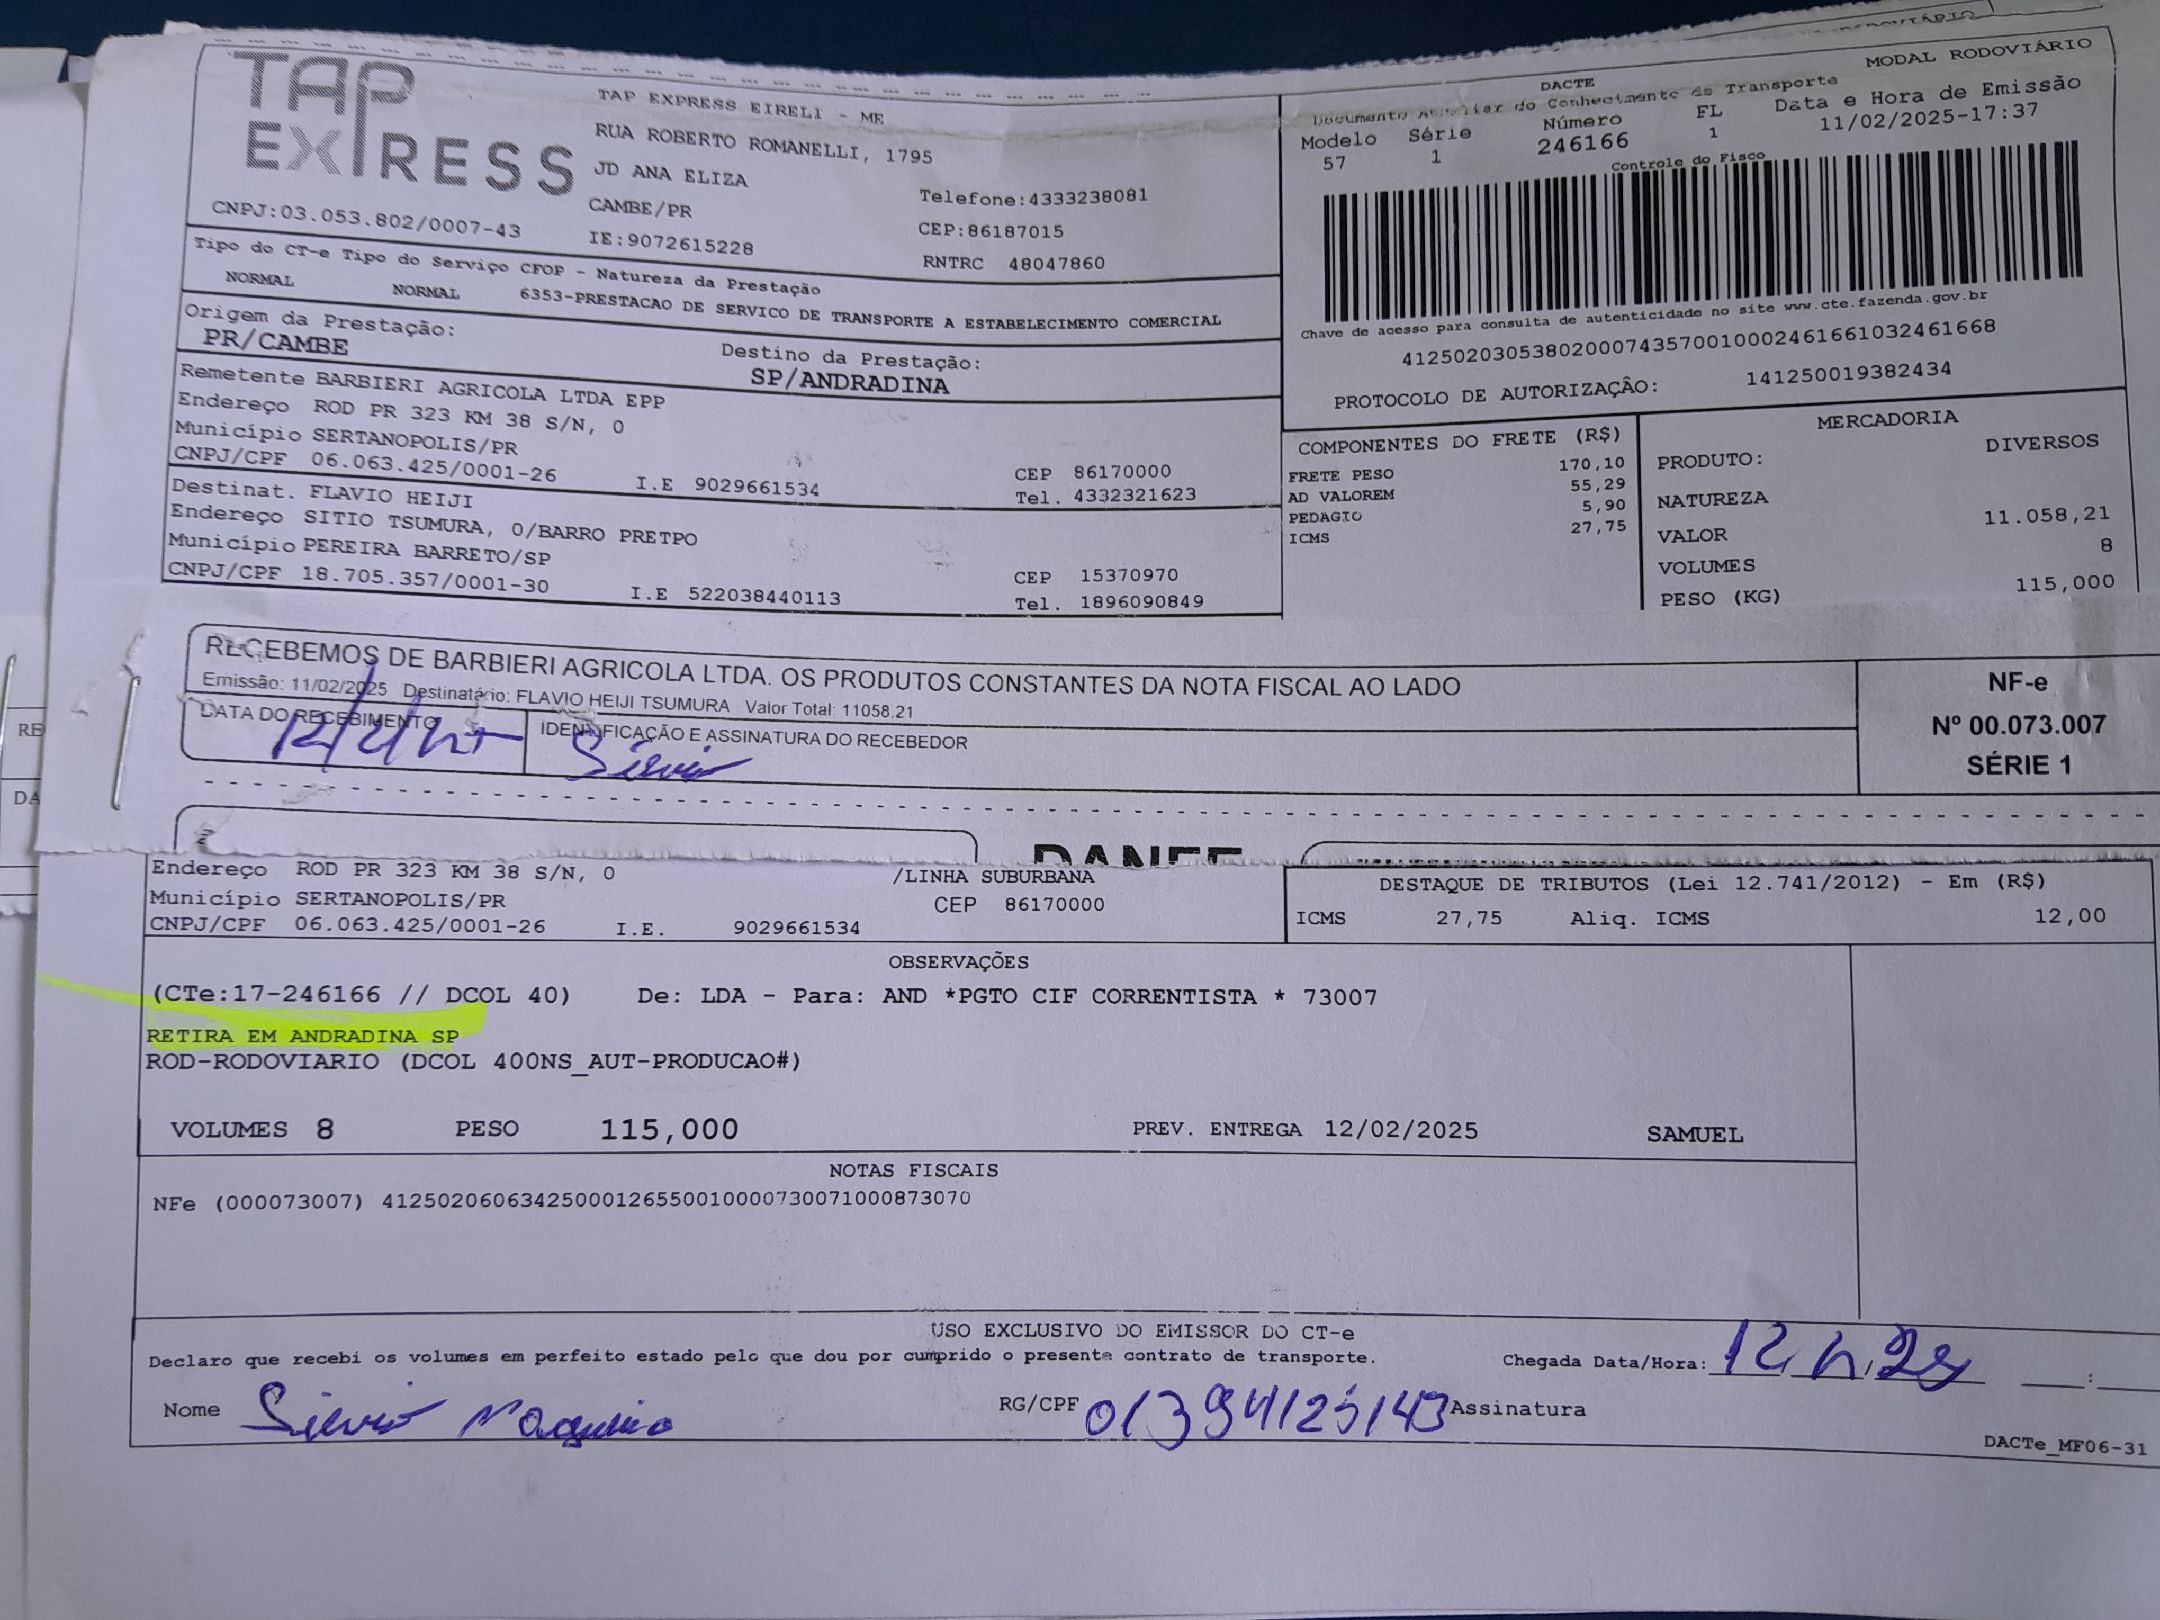 TAP
EXPRESS
TAP EXPRESS EIRELI - ME
RUA ROBERTO ROMANELLI, 1795
JD ANA ELIZA
CAMBE/PR
IE:9072615228
Telefone:4333238081
CEP:86187015
RNTRC 48047860
CNPJ:03.053.802/0007-43
MODAL RODOVIÁRIO
DACTE
Documento Auxiliar do Conhecimento de Transporte
Modelo Série Número FL Data e Hora de Emissão
57 1 246166 1 11/02/2025-17:37
Controle do Fisco
Chave de acesso para consulta de autenticidade no site www.cte.fazenda.gov.br
41250203053802000743570010002461661032461668
PROTOCOLO DE AUTORIZAÇÃO: 141250019382434
Tipo do CT-e Tipo do Serviço CFOP - Natureza da Prestação
NORMAL NORMAL 6353-PRESTACAO DE SERVICO DE TRANSPORTE A ESTABELECIMENTO COMERCIAL
Origem da Prestação: Destino da Prestação:
PR/CAMBE SP/ANDRADINA
Remetente BARBIERI AGRICOLA LTDA EPP
Endereço ROD PR 323 KM 38 S/N, 0
Município SERTANOPOLIS/PR CEP 86170000
CNPJ/CPF 06.063.425/0001-26 I.E 9029661534 Tel. 4332321623
Destinat. FLAVIO HEIJI
Endereço SITIO TSUMURA, 0/BARRO PRETPO
Município PEREIRA BARRETO/SP CEP 15370970
CNPJ/CPF 18.705.357/0001-30 I.E 522038440113 Tel. 1896090849
COMPONENTES DO FRETE (R$)
FRETE PESO 170,10
AD VALOREM 55,29
PEDAGIO 5,90
ICMS 27,75
MERCADORIA
PRODUTO: DIVERSOS
NATUREZA
VALOR 11.058,21
VOLUMES 8
PESO (KG) 115,000
RECEBEMOS DE BARBIERI AGRICOLA LTDA. OS PRODUTOS CONSTANTES DA NOTA FISCAL AO LADO
Emissão: 11/02/2025 Destinatário: FLAVIO HEIJI TSUMURA Valor Total: 11058.21
DATA DO RECEBIMENTO IDENTIFICAÇÃO E ASSINATURA DO RECEBEDOR
Silvio
NF-e
Nº 00.073.007
SÉRIE 1
RE
DA
DANFE
Endereço ROD PR 323 KM 38 S/N, 0 /LINHA SUBURBANA
Município SERTANOPOLIS/PR CEP 86170000
CNPJ/CPF 06.063.425/0001-26 I.E. 9029661534
DESTAQUE DE TRIBUTOS (Lei 12.741/2012) - Em (R$)
ICMS 27,75 Aliq. ICMS 12,00
OBSERVAÇÕES
(CTe:17-246166 // DCOL 40) De: LDA - Para: AND *PGTO CIF CORRENTISTA * 73007
RETIRA EM ANDRADINA SP
ROD-RODOVIARIO (DCOL 400NS_AUT-PRODUCAO#)
VOLUMES 8 PESO 115,000 PREV. ENTREGA 12/02/2025 SAMUEL
NOTAS FISCAIS
NFe (000073007) 41250206063425000126550010000730071000873070
USO EXCLUSIVO DO EMISSOR DO CT-e
Declaro que recebi os volumes em perfeito estado pelo que dou por cumprido o presente contrato de transporte. Chegada Data/Hora:
Nome Silvio RG/CPF Assinatura
DACTe_MF06-31